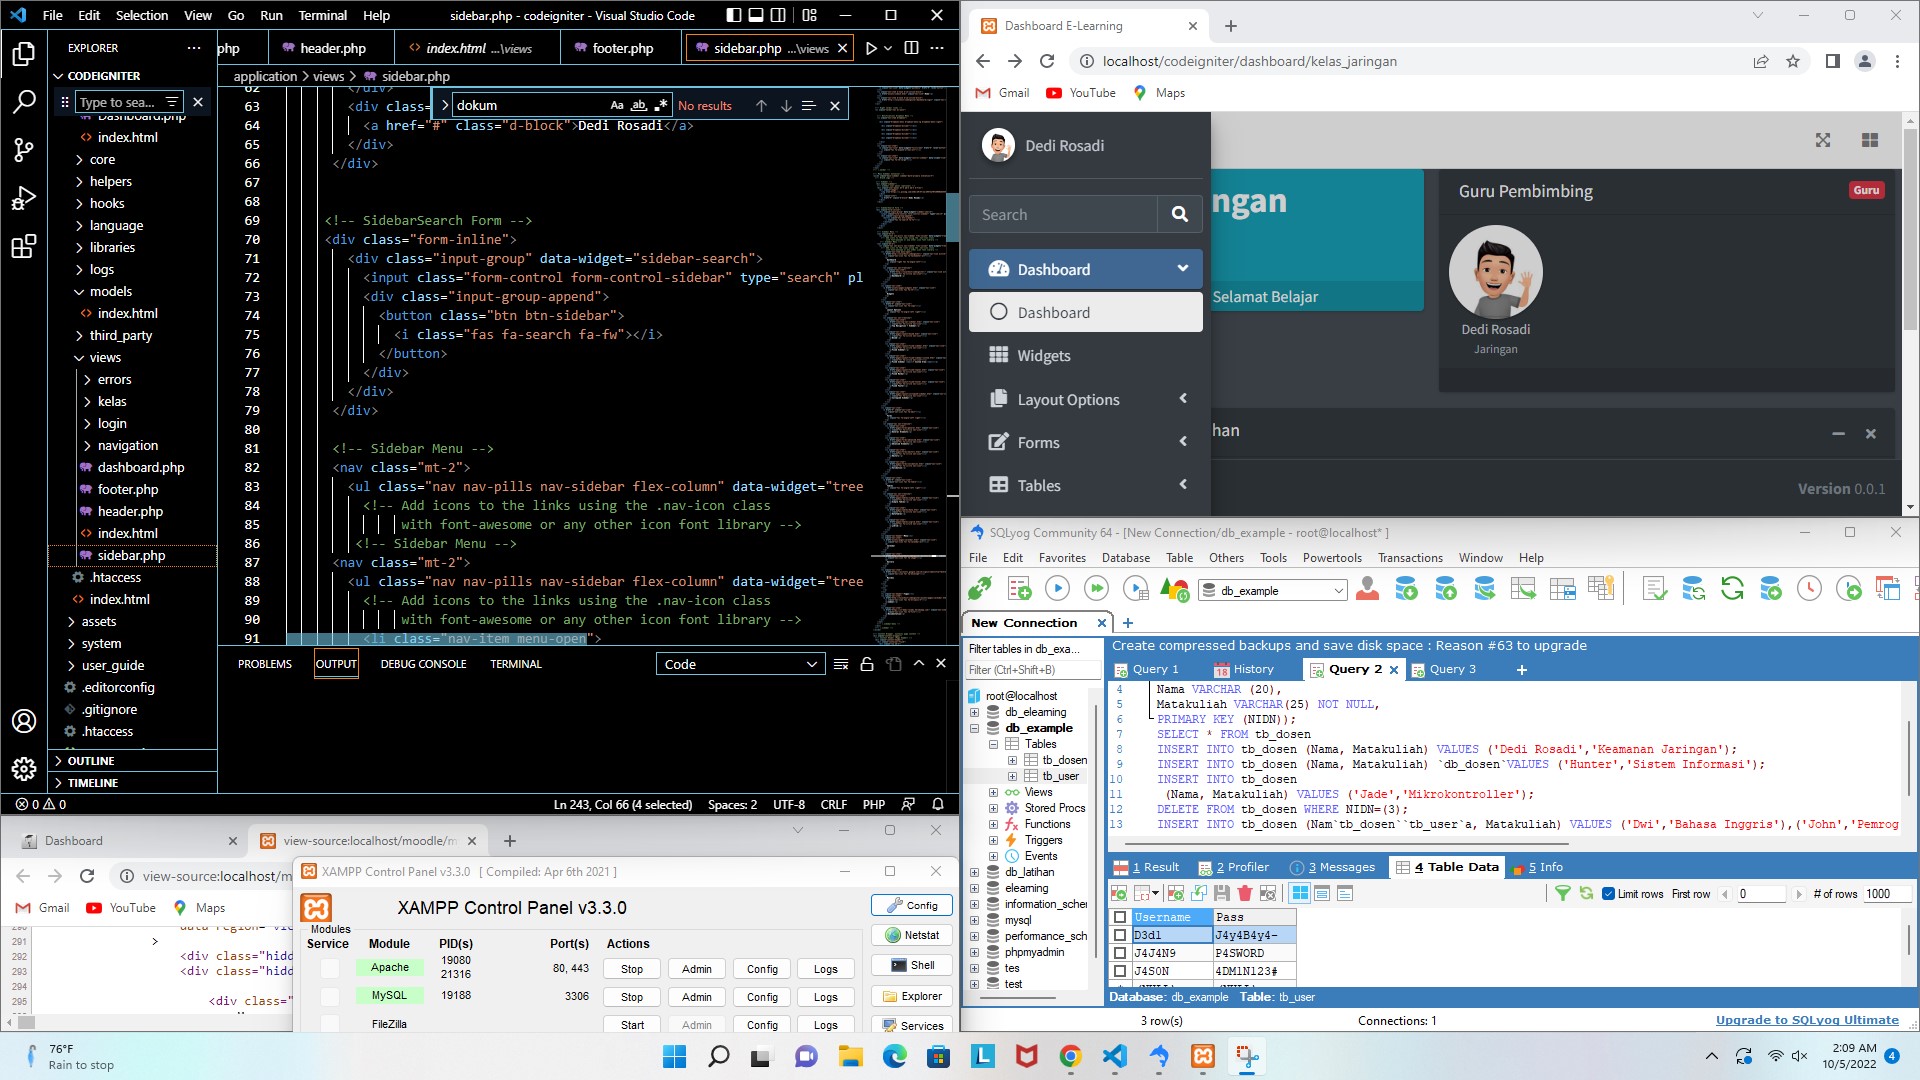 File Edit Selection View Go Run Terminal Help
sidebar.php - codeigniter - Visual Studio Code
EXPLORER
CODEIGNITER
Type to sea...
Dashboard.php
index.html
core
helpers
hooks
language
libraries
logs
models
index.html
third_party
views
errors
kelas
login
navigation
dashboard.php
footer.php
header.php
index.html
sidebar.php
.htaccess
index.html
assets
system
user_guide
.editorconfig
.gitignore
.htaccess
OUTLINE
TIMELINE
php
header.php
index.html ...\views
footer.php
sidebar.php ...\views
application > views > sidebar.php
dokum
Aa ab No results
62 </div>
63 <div clas
64 <a href="#" class="d-block">Dedi Rosadi</a>
65 </div>
66 </div>
67
68
69 <!-- SidebarSearch Form -->
70 <div class="form-inline">
71 <div class="input-group" data-widget="sidebar-search">
72 <input class="form-control form-control-sidebar" type="search" pl
73 <div class="input-group-append">
74 <button class="btn btn-sidebar">
75 <i class="fas fa-search fa-fw"></i>
76 </button>
77 </div>
78 </div>
79 </div>
80
81 <!-- Sidebar Menu -->
82 <nav class="mt-2">
83 <ul class="nav nav-pills nav-sidebar flex-column" data-widget="tree
84 <!-- Add icons to the links using the .nav-icon class
85 with font-awesome or any other icon font library -->
86 <!-- Sidebar Menu -->
87 <nav class="mt-2">
88 <ul class="nav nav-pills nav-sidebar flex-column" data-widget="tree
89 <!-- Add icons to the links using the .nav-icon class
90 with font-awesome or any other icon font library -->
91 <li class="nav-item menu-open">
PROBLEMS OUTPUT DEBUG CONSOLE TERMINAL
Code
0 0
Ln 243, Col 66 (4 selected) Spaces: 2 UTF-8 CRLF PHP
Dashboard E-Learning
localhost/codeigniter/dashboard/kelas_jaringan
Gmail YouTube Maps
Dedi Rosadi
Search
Dashboard
Dashboard
Widgets
Layout Options
Forms
Tables
ngan
Selamat Belajar
Guru Pembimbing
Guru
Dedi Rosadi
Jaringan
han
Version 0.0.1
SQLyog Community 64 - [New Connection/db_example - root@localhost* ]
File Edit Favorites Database Table Others Tools Powertools Transactions Window Help
db_example
New Connection
Filter tables in db_exa...
Filter (Ctrl+Shift+B)
root@localhost
db_elearning
db_example
Tables
tb_dosen
tb_user
Views
Stored Procs
Functions
Triggers
Events
db_latihan
elearning
information_scher
mysql
performance_sch
phpmyadmin
tes
test
Create compressed backups and save disk space : Reason #63 to upgrade
Query 1 18 History Query 2 Query 3
4 Nama VARCHAR (20),
5 Matakuliah VARCHAR(25) NOT NULL,
6 PRIMARY KEY (NIDN));
7 SELECT * FROM tb_dosen
8 INSERT INTO tb_dosen (Nama, Matakuliah) VALUES ('Dedi Rosadi','Keamanan Jaringan');
9 INSERT INTO tb_dosen (Nama, Matakuliah) `db_dosen`VALUES ('Hunter','Sistem Informasi');
10 INSERT INTO tb_dosen
11 (Nama, Matakuliah) VALUES ('Jade','Mikrokontroller');
12 DELETE FROM tb_dosen WHERE NIDN=(3);
13 INSERT INTO tb_dosen (Nam`tb_dosen``tb_user`a, Matakuliah) VALUES ('Dwi','Bahasa Inggris'),('John','Pemrog
1 Result 2 Profiler 3 Messages 4 Table Data 5 Info
Limit rows First row 0 # of rows 1000
Username Pass
D3d1 J4y4B4y4-
J4J4N9 P4SWORD
J4S0N 4DM1N123#
Database: db_example Table: tb_user
3 row(s)
Connections: 1
Upgrade to SQLyog Ultimate
Dashboard
view-source:localhost/moodle/m
view-source:localhost/m
Gmail YouTube Maps
291 >
292 <div class="hidd
293 <div class="hidd
294
295 <div class="
XAMPP Control Panel v3.3.0 [ Compiled: Apr 6th 2021 ]
XAMPP Control Panel v3.3.0
Modules
Service Module PID(s) Port(s) Actions
Apache 19080 21316 80, 443 Stop Admin Config Logs
MySQL 19188 3306 Stop Admin Config Logs
FileZilla Start Admin Config Logs
Config
Netstat
Shell
Explorer
Services
76°F
Rain to stop
2:09 AM
10/5/2022
4